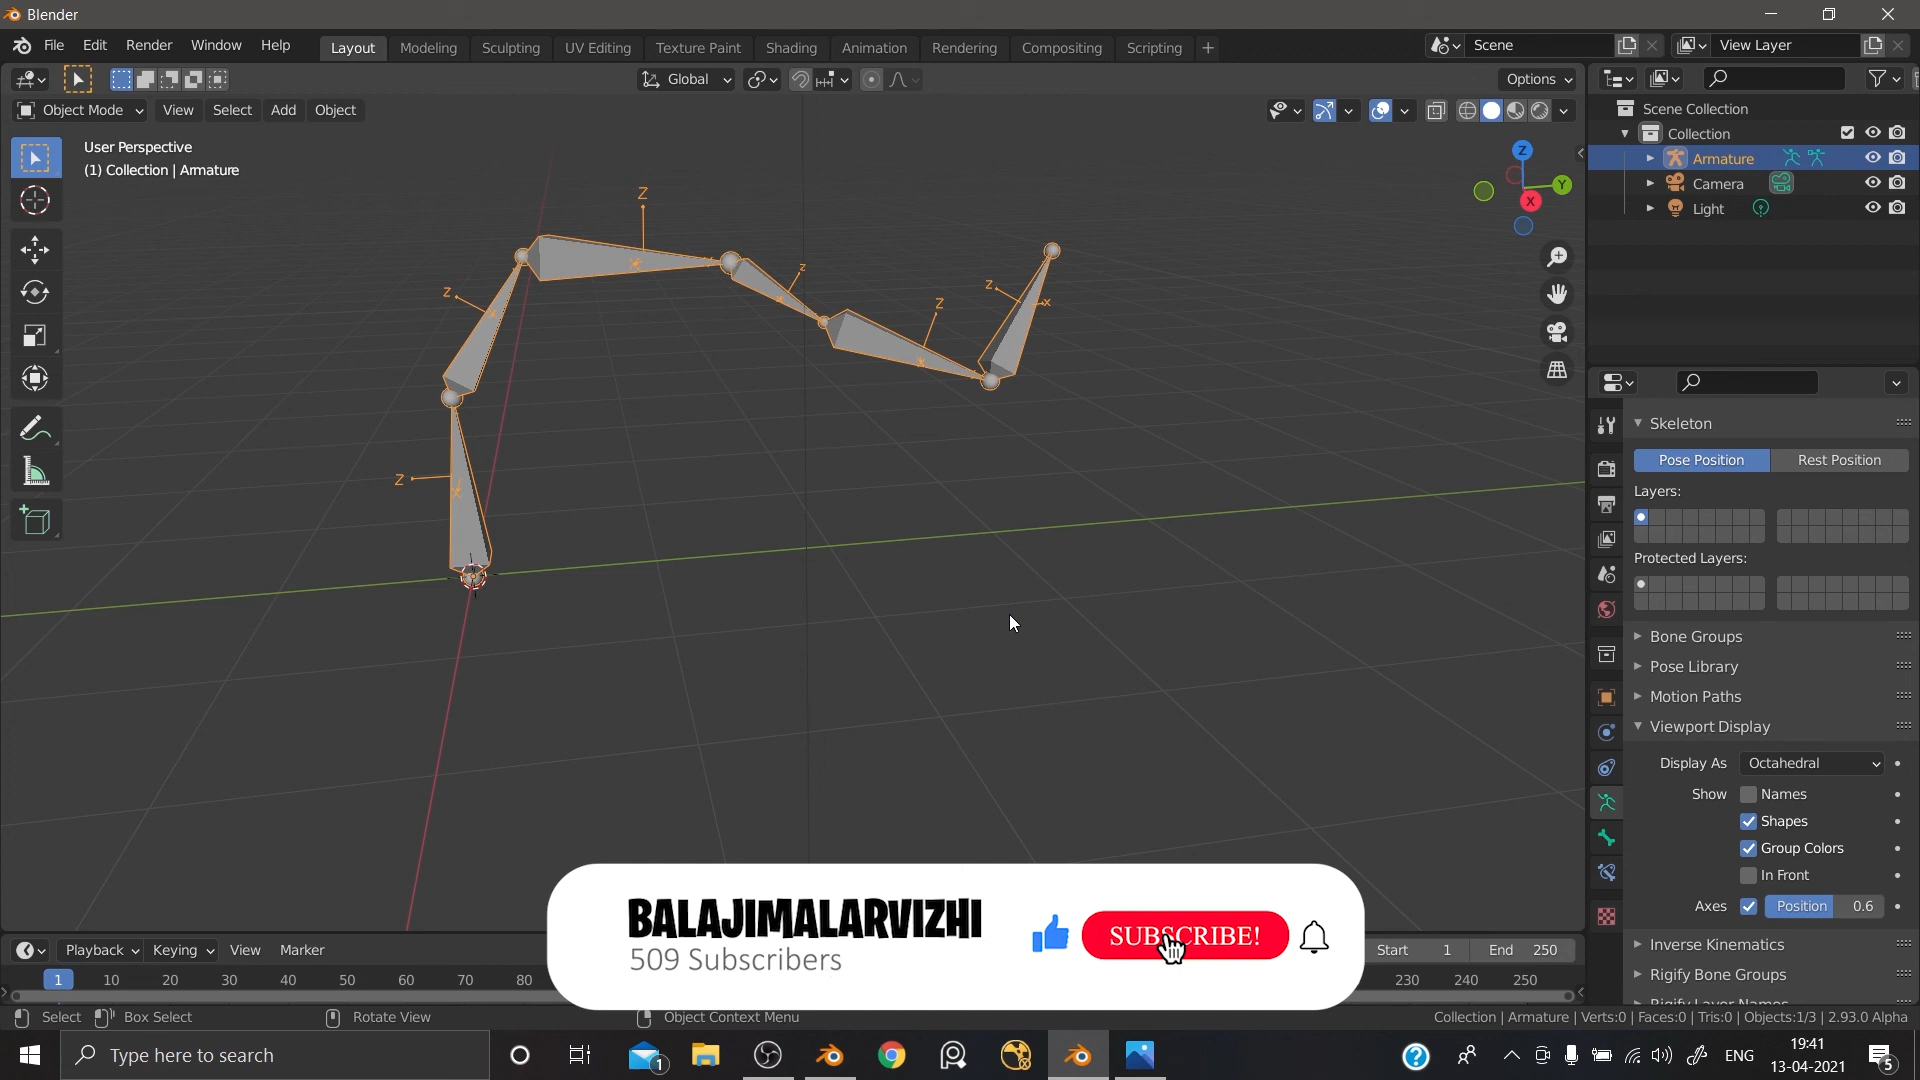 Blender
File Edit Render Window Help Layout Modeling Sculpting UV Editing Texture Paint Shading Animation Rendering Compositing Scripting + Scene View Layer
Global Options
Object Mode View Select Add Object
User Perspective
(1) Collection | Armature
Scene Collection
Collection
Armature
Camera
Light
Z
Y
X
Z
Z
Z
Z
Z
Z
Skeleton
Pose Position Rest Position
Layers:
Protected Layers:
Bone Groups
Pose Library
Motion Paths
Viewport Display
Display As Octahedral
Show Names
Shapes
Group Colors
In Front
Axes Position 0.6
Inverse Kinematics
Rigify Bone Groups
BALAJIMALARVIZHI
509 Subscribers
SUBSCRIBE!
Playback Keying View Marker Start 1 End 250
1 10 20 30 40 50 60 70 80 230 240 250
Select Box Select Rotate View Object Context Menu Collection | Armature | Verts:0 | Faces:0 | Tris:0 | Objects:1/3 | 2.93.0 Alpha
Type here to search
1
ENG
19:41
13-04-2021
5